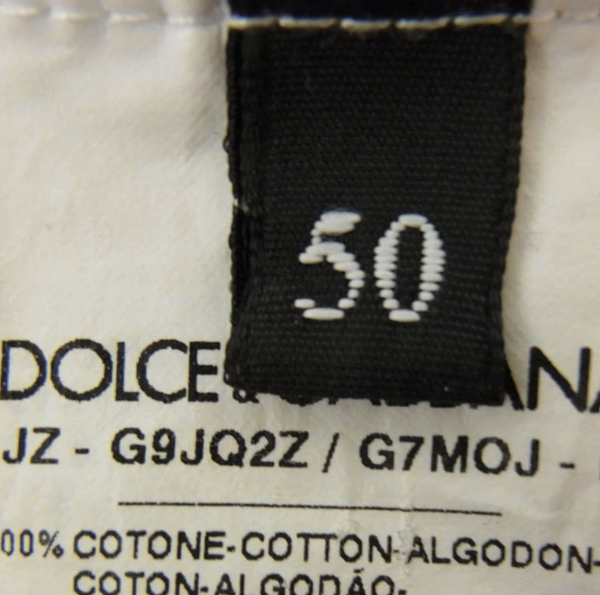 50
DOLCE&
JZ - G9JQ2Z / G7MOJ -
00% COTONE-COTTON-ALGODON-
COTON-ALGODÃO-